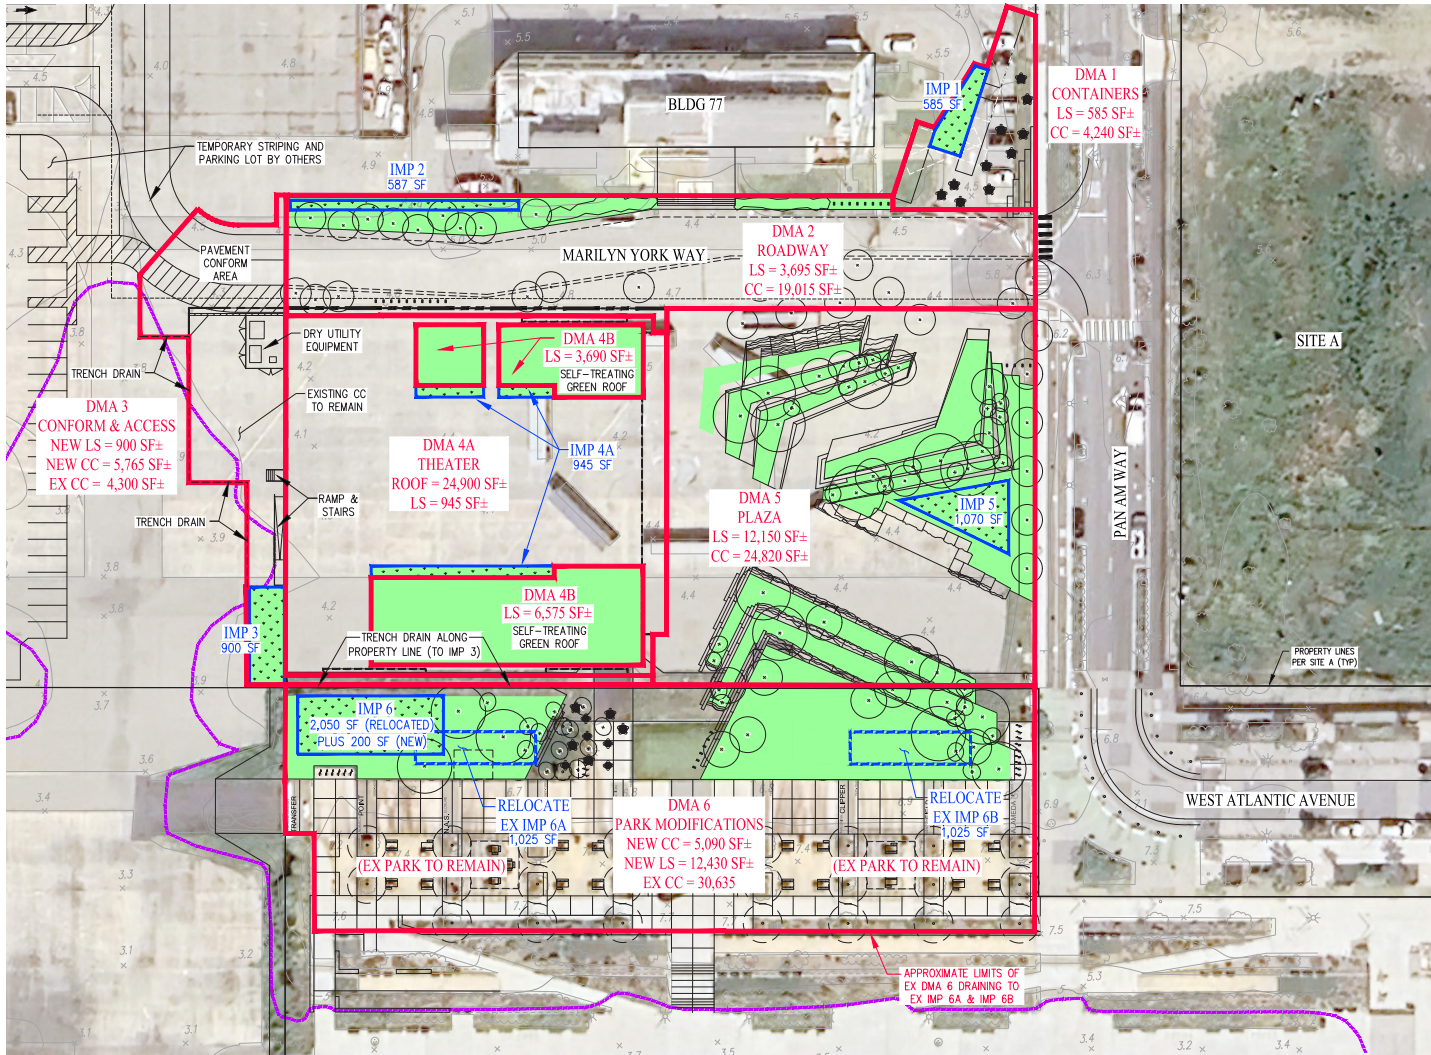 BLDG 77
IMP 1
585 SF
DMA 1
CONTAINERS
LS = 585 SF±
CC = 4,240 SF±
TEMPORARY STRIPING AND
PARKING LOT BY OTHERS
IMP 2
587 SF
PAVEMENT
CONFORM
AREA
MARILYN YORK WAY
DMA 2
ROADWAY
LS = 3,695 SF±
CC = 19,015 SF±
DRY UTILITY
EQUIPMENT
TRENCH DRAIN
EXISTING CC
TO REMAIN
DMA 4B
LS = 3,690 SF±
SELF-TREATING
GREEN ROOF
SITE A
DMA 3
CONFORM & ACCESS
NEW LS = 900 SF±
NEW CC = 5,765 SF±
EX CC = 4,300 SF±
DMA 4A
THEATER
ROOF = 24,900 SF±
LS = 945 SF±
IMP 4A
945 SF
RAMP &
STAIRS
TRENCH DRAIN
DMA 5
PLAZA
LS = 12,150 SF±
CC = 24,820 SF±
IMP 5
1,070 SF
PAN AM WAY
DMA 4B
LS = 6,575 SF±
SELF-TREATING
GREEN ROOF
IMP 3
900 SF
TRENCH DRAIN ALONG
PROPERTY LINE (TO IMP 3)
PROPERTY LINES
PER SITE A (TYP)
IMP 6
2,050 SF (RELOCATED)
PLUS 200 SF (NEW)
RELOCATE
EX IMP 6A
1,025 SF
DMA 6
PARK MODIFICATIONS
NEW CC = 5,090 SF±
NEW LS = 12,430 SF±
EX CC = 30,635
RELOCATE
EX IMP 6B
1,025 SF
WEST ATLANTIC AVENUE
TRANSFER
POINT
N.A.S.
CLIPPER
ALAMEDA
(EX PARK TO REMAIN)
(EX PARK TO REMAIN)
APPROXIMATE LIMITS OF
EX DMA 6 DRAINING TO
EX IMP 6A & IMP 6B